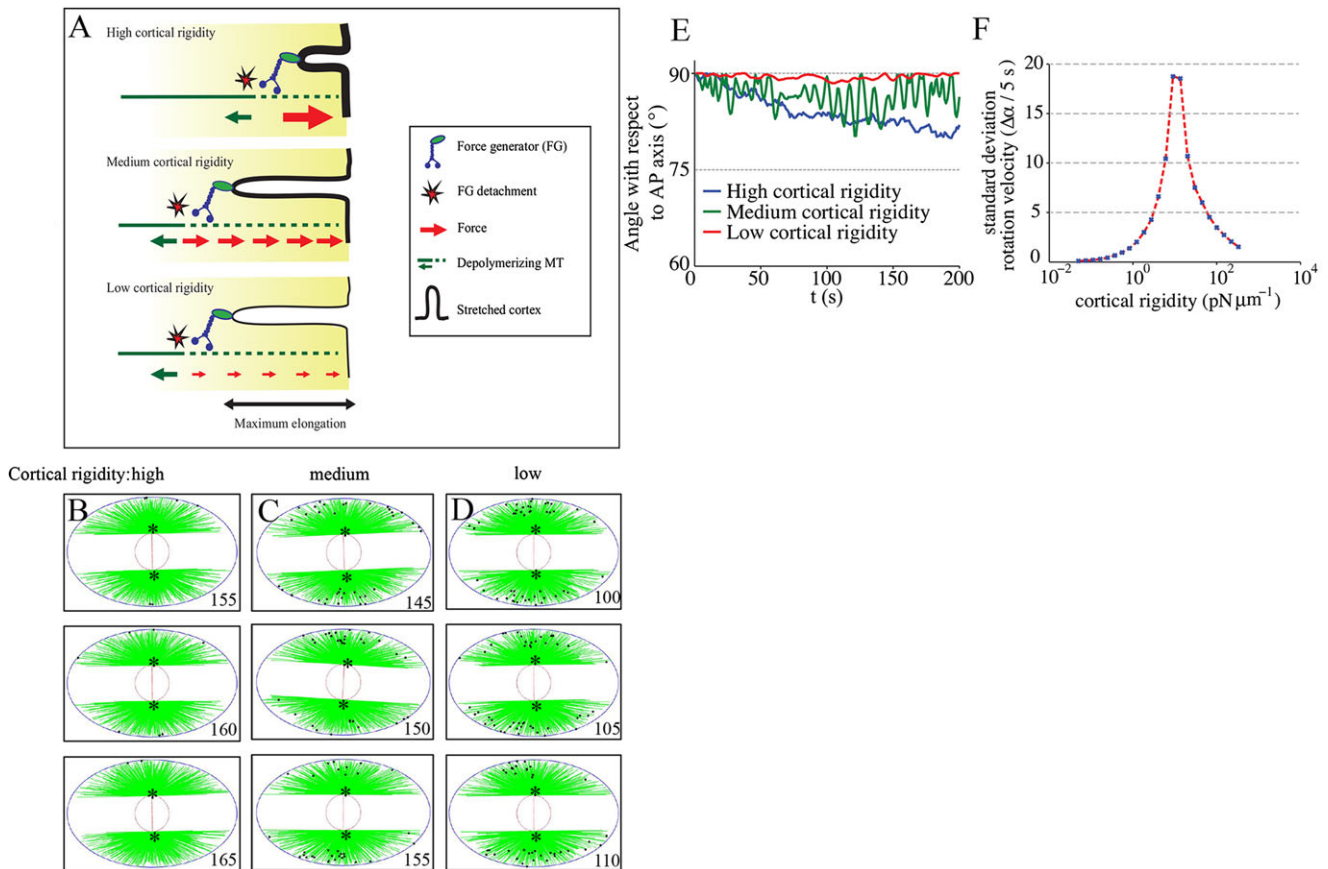 A
High cortical rigidity
Medium cortical rigidity
Low cortical rigidity
Maximum elongation
Force generator (FG)
FG detachment
Force
Depolymerizing MT
Stretched cortex
E
Angle with respect
to AP axis (°)
90
75
60
High cortical rigidity
Medium cortical rigidity
Low cortical rigidity
0 50 100 150 200
t (s)
F
standard deviation
rotation velocity (Δα / 5 s)
20
15
10
5
0
10⁻² 10⁰ 10² 10⁴
cortical rigidity (pN μm⁻¹)
Cortical rigidity: high medium low
B
155
C
145
D
100
160
150
105
165
155
110